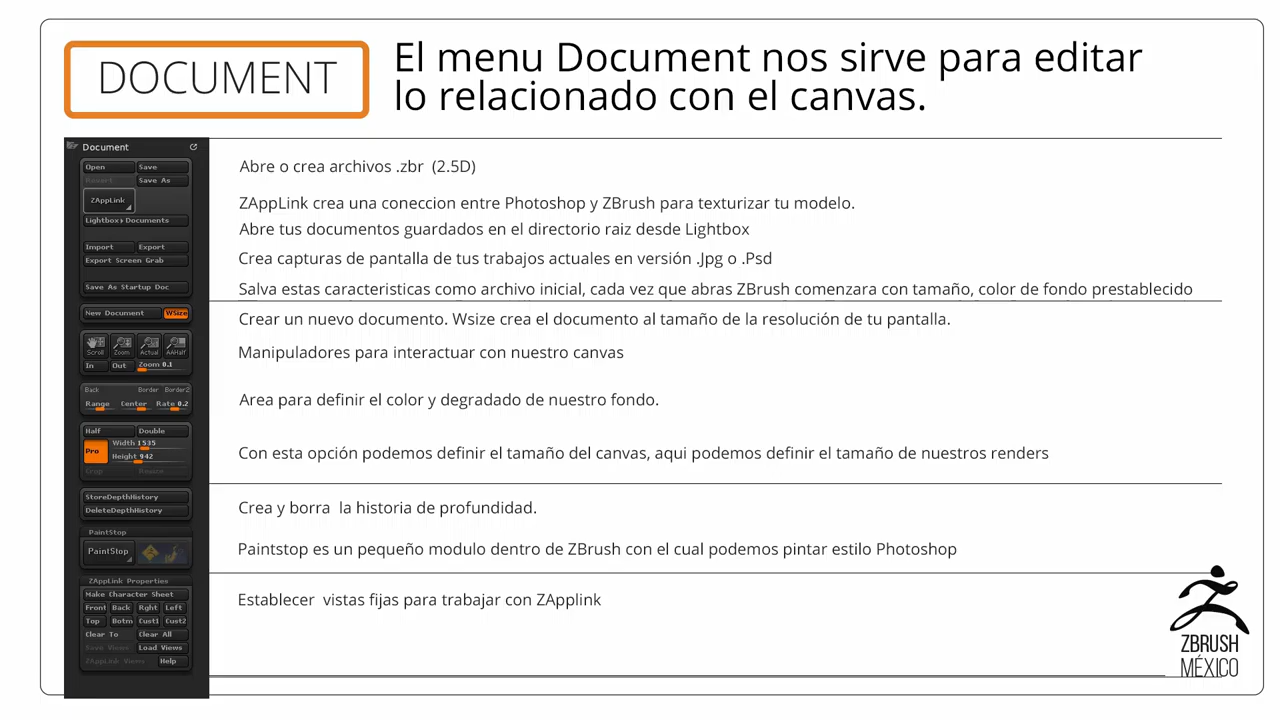 DOCUMENT
El menu Document nos sirve para editar
lo relacionado con el canvas.
Document
Open Save
Revert Save As
ZAppLink
Lightbox▸Documents
Import Export
Export Screen Grab
Save As Startup Doc
New Document WSize
Scroll Zoom Actual AAHalf
In Out Zoom 0.1
Back Border Border2
Range Center Rate 0.2
Half Double
Pro Width 1535
Height 942
Crop Resize
StoreDepthHistory
DeleteDepthHistory
PaintStop
PaintStop
ZAppLink Properties
Make Character Sheet
Front Back Rght Left
Top Botm Cust1 Cust2
Clear To Clear All
Save Views Load Views
ZAppLink Views Help
Abre o crea archivos .zbr (2.5D)
ZAppLink crea una coneccion entre Photoshop y ZBrush para texturizar tu modelo.
Abre tus documentos guardados en el directorio raiz desde Lightbox
Crea capturas de pantalla de tus trabajos actuales en versión .Jpg o .Psd
Salva estas caracteristicas como archivo inicial, cada vez que abras ZBrush comenzara con tamaño, color de fondo prestablecido
Crear un nuevo documento. Wsize crea el documento al tamaño de la resolución de tu pantalla.
Manipuladores para interactuar con nuestro canvas
Area para definir el color y degradado de nuestro fondo.
Con esta opción podemos definir el tamaño del canvas, aqui podemos definir el tamaño de nuestros renders
Crea y borra la historia de profundidad.
Paintstop es un pequeño modulo dentro de ZBrush con el cual podemos pintar estilo Photoshop
Establecer vistas fijas para trabajar con ZApplink
ZBRUSH
MÉXICO